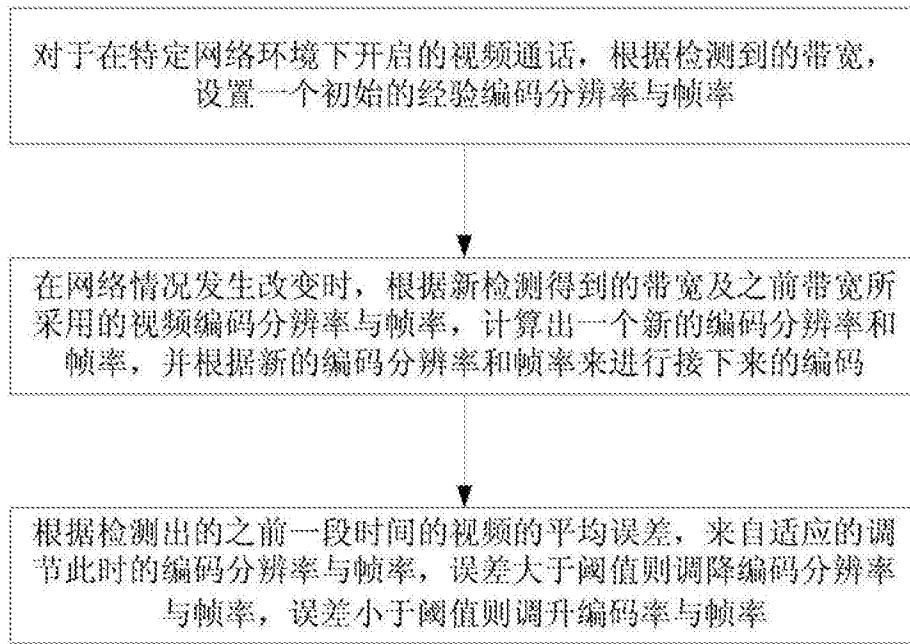 对于在特定网络环境下开启的视频通话，根据检测到的带宽，
设置一个初始的经验编码分辨率与帧率
在网络情况发生改变时，根据新检测得到的带宽及之前带宽所
采用的视频编码分辨率与帧率，计算出一个新的编码分辨率和
帧率，并根据新的编码分辨率和帧率来进行接下来的编码
根据检测出的之前一段时间的视频的平均误差，来自适应的调
节此时的编码分辨率与帧率，误差大于阈值则调降编码分辨率
与帧率，误差小于阈值则调升编码率与帧率